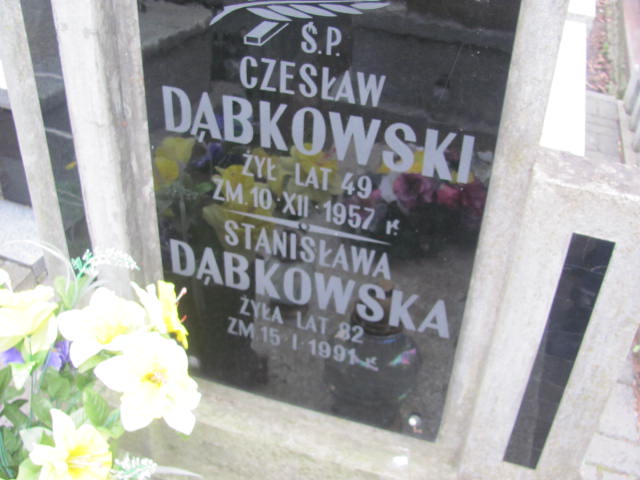 Ś.P.
CZESŁAW
DĄBKOWSKI
ŻYŁ LAT 49
ZM. 10·XII·1957 r.
STANISŁAWA
DĄBKOWSKA
ŻYŁA LAT 82
ZM 15·I 1991 r.